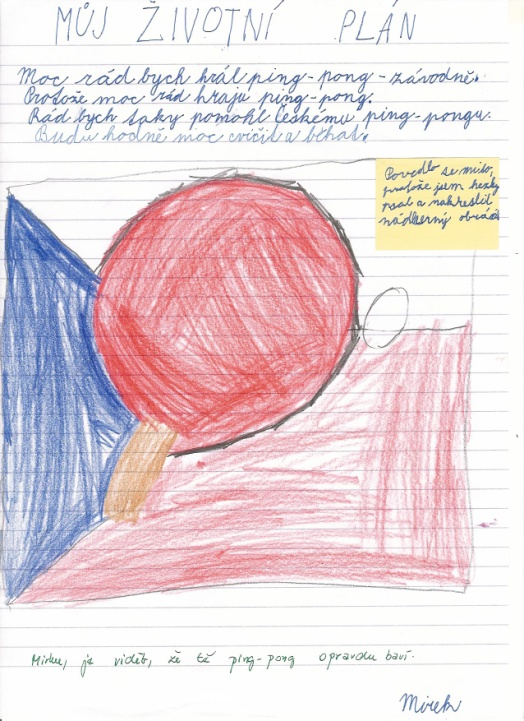 MŮJ ŽIVOTNÍ PLÁN
Moc rád bych hrál ping-pong-závodně.
Protože moc rád hraju ping-pong.
Rád bych taky pomohl českému ping-pongu.
Budu hodně moc cvičit a běhat.
Povedlo se mi to,
protože jsem hezky
psal a nakreslil
nádherný obrázek
Mirku, je vidět, že tě ping-pong opravdu baví.
Mirek